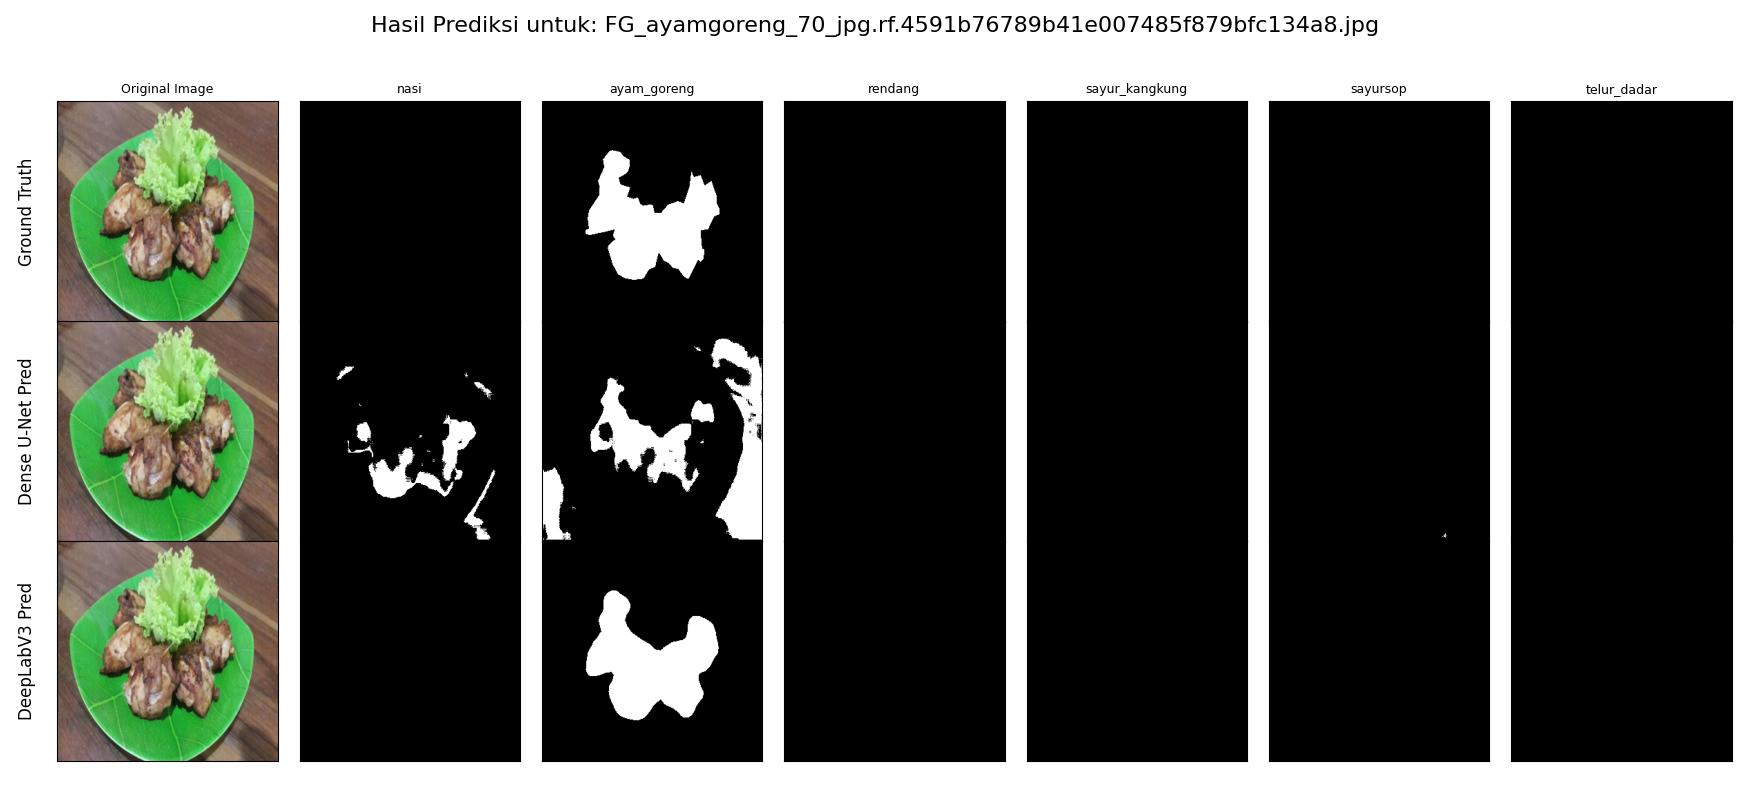 Hasil Prediksi untuk: FG_ayamgoreng_70_jpg.rf.4591b76789b41e007485f879bfc134a8.jpg
Original Image
nasi
ayam_goreng
rendang
sayur_kangkung
sayursop
telur_dadar
Ground Truth
Dense U-Net Pred
DeepLabV3 Pred